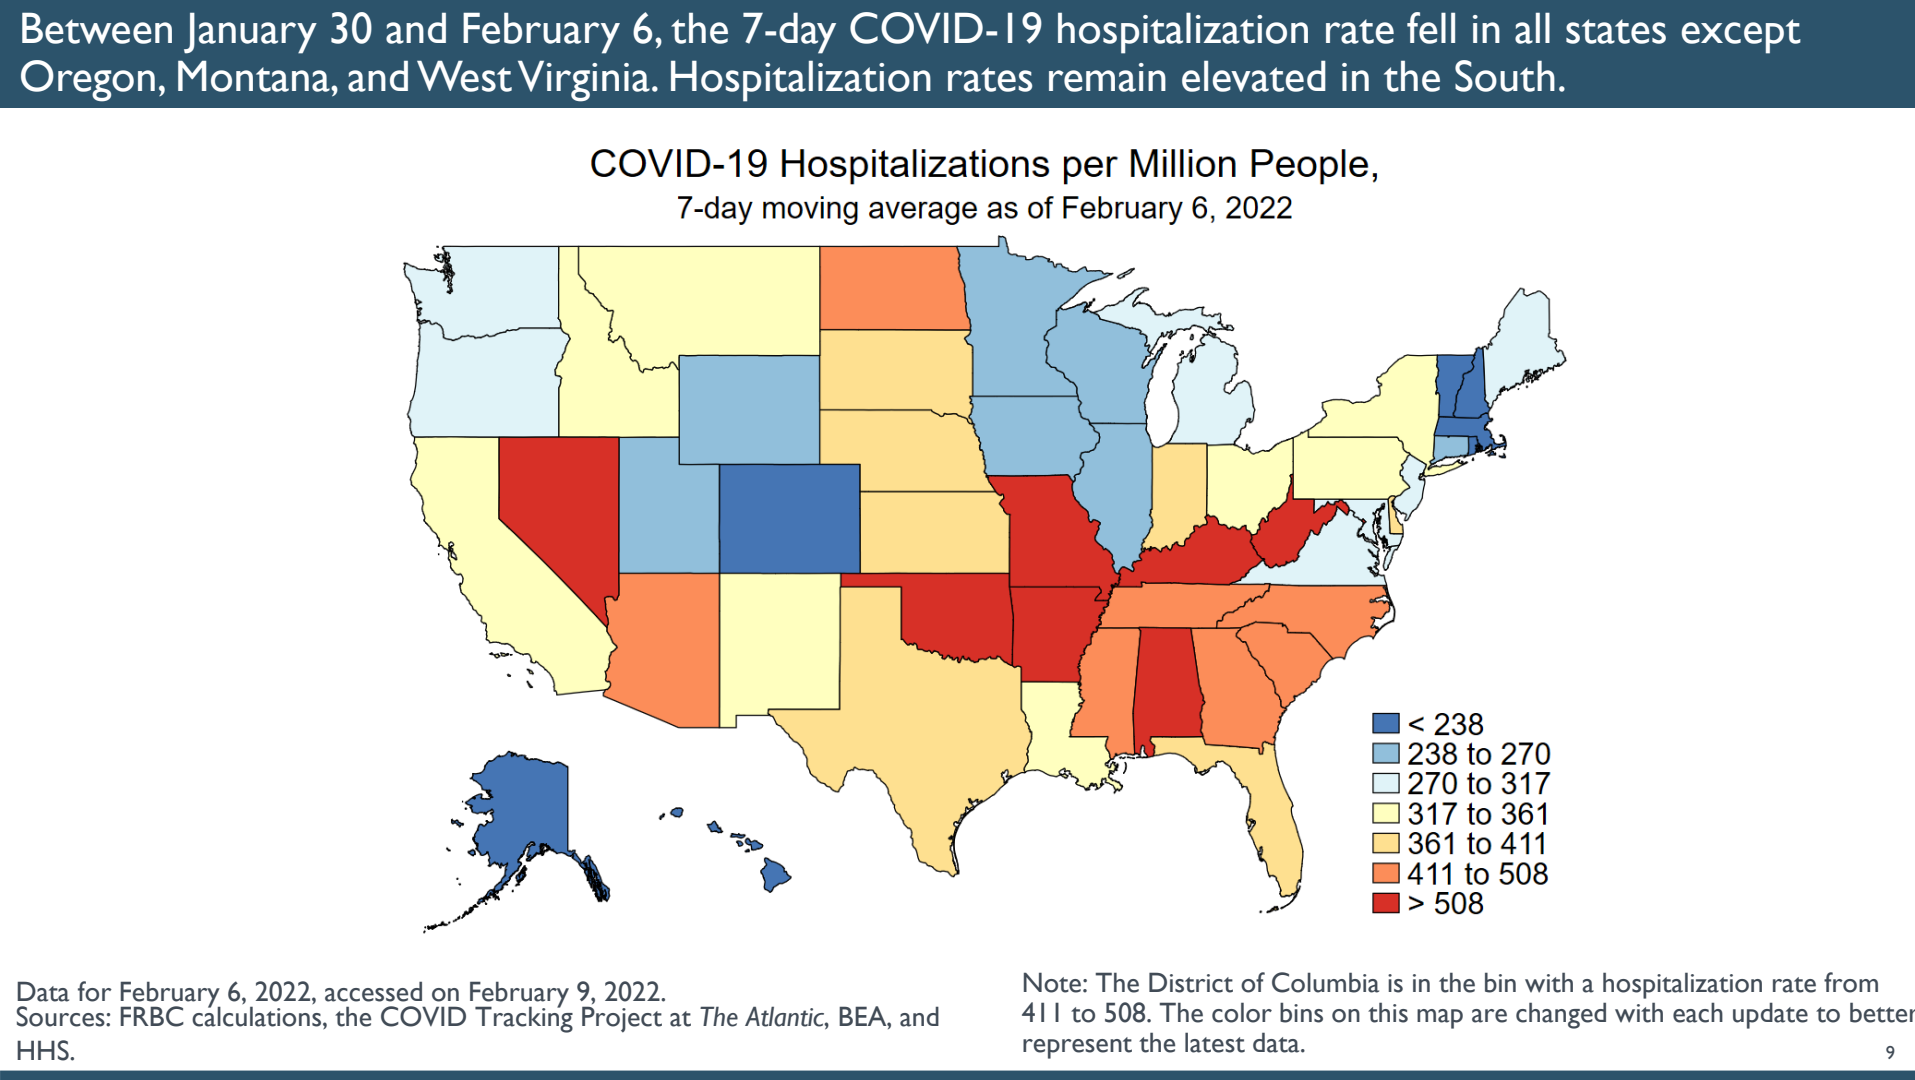 Between January 30 and February 6, the 7-day COVID-19 hospitalization rate fell in all states except
Oregon, Montana, and West Virginia. Hospitalization rates remain elevated in the South.
COVID-19 Hospitalizations per Million People,
7-day moving average as of February 6, 2022
< 238
238 to 270
270 to 317
317 to 361
361 to 411
411 to 508
> 508
Data for February 6, 2022, accessed on February 9, 2022.
Sources: FRBC calculations, the COVID Tracking Project at The Atlantic, BEA, and
HHS.
Note: The District of Columbia is in the bin with a hospitalization rate from
411 to 508. The color bins on this map are changed with each update to better
represent the latest data.
9